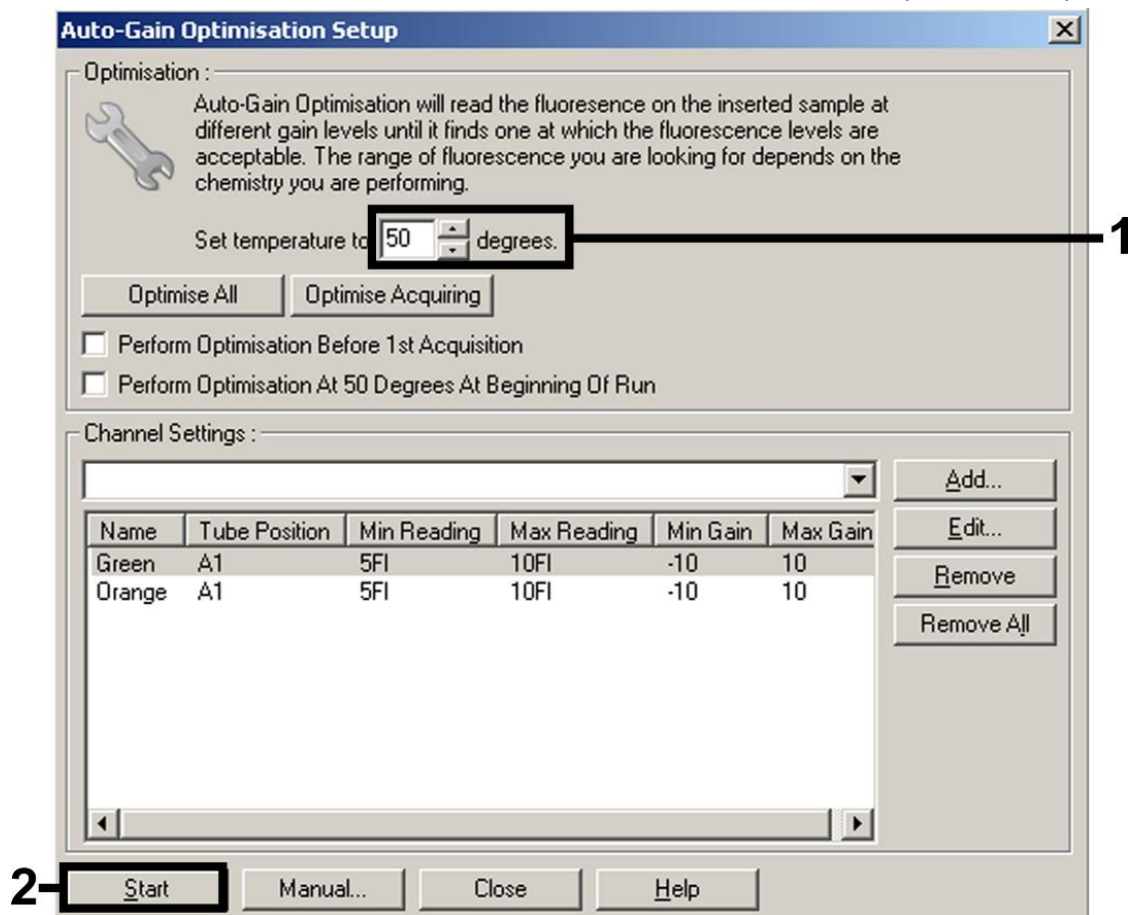 Auto-Gain Optimisation Setup
Optimisation :
Auto-Gain Optimisation will read the fluoresence on the inserted sample at
different gain levels until it finds one at which the fluorescence levels are
acceptable. The range of fluorescence you are looking for depends on the
chemistry you are performing.
Set temperature to 50 degrees.
1
Optimise All Optimise Acquiring
Perform Optimisation Before 1st Acquisition
Perform Optimisation At 50 Degrees At Beginning Of Run
Channel Settings :
Add...
Name Tube Position Min Reading Max Reading Min Gain Max Gain
Edit...
Green A1 5Fl 10Fl -10 10
Remove
Orange A1 5Fl 10Fl -10 10
Remove All
2
Start Manual... Close Help